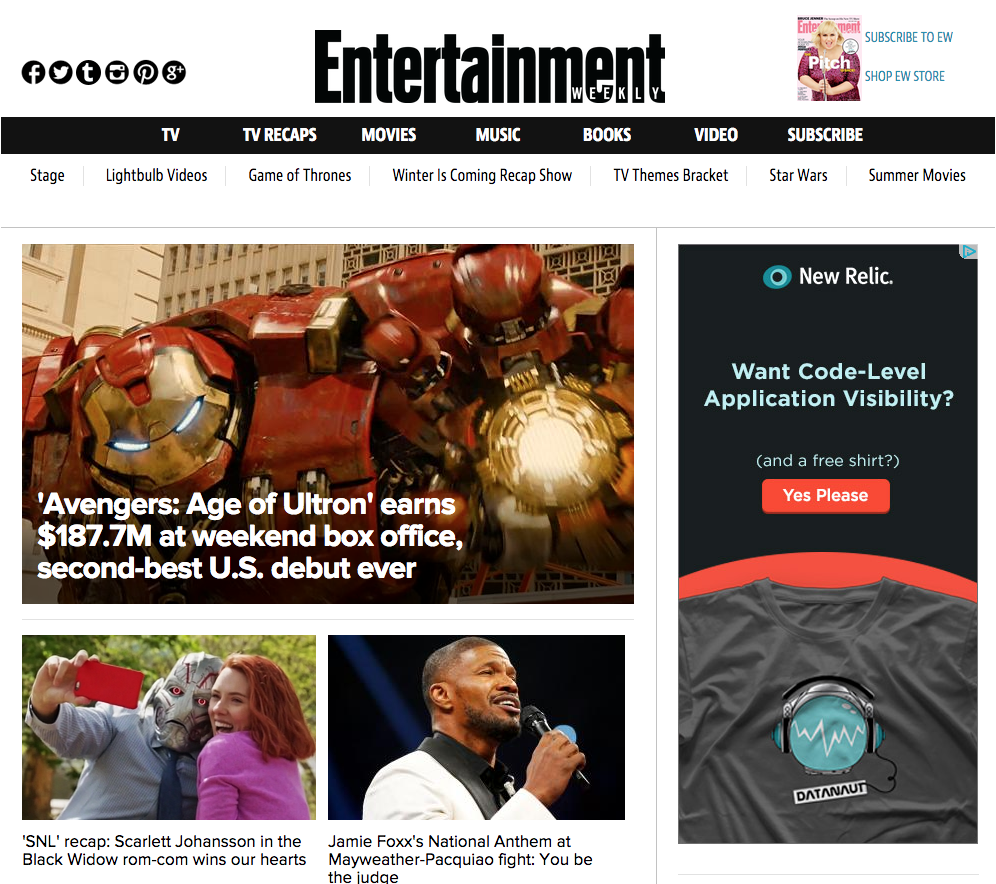 BRUCE JENNER
Entertainment
Pitch
SUBSCRIBE TO EW
SHOP EW STORE
Entertainment
WEEKLY
TV
TV RECAPS
MOVIES
MUSIC
BOOKS
VIDEO
SUBSCRIBE
Stage
Lightbulb Videos
Game of Thrones
Winter Is Coming Recap Show
TV Themes Bracket
Star Wars
Summer Movies
'Avengers: Age of Ultron' earns
$187.7M at weekend box office,
second-best U.S. debut ever
'SNL' recap: Scarlett Johansson in the
Black Widow rom-com wins our hearts
Jamie Foxx's National Anthem at
Mayweather-Pacquiao fight: You be
the judge
New Relic.
Want Code-Level
Application Visibility?
(and a free shirt?)
Yes Please
DATANAUT